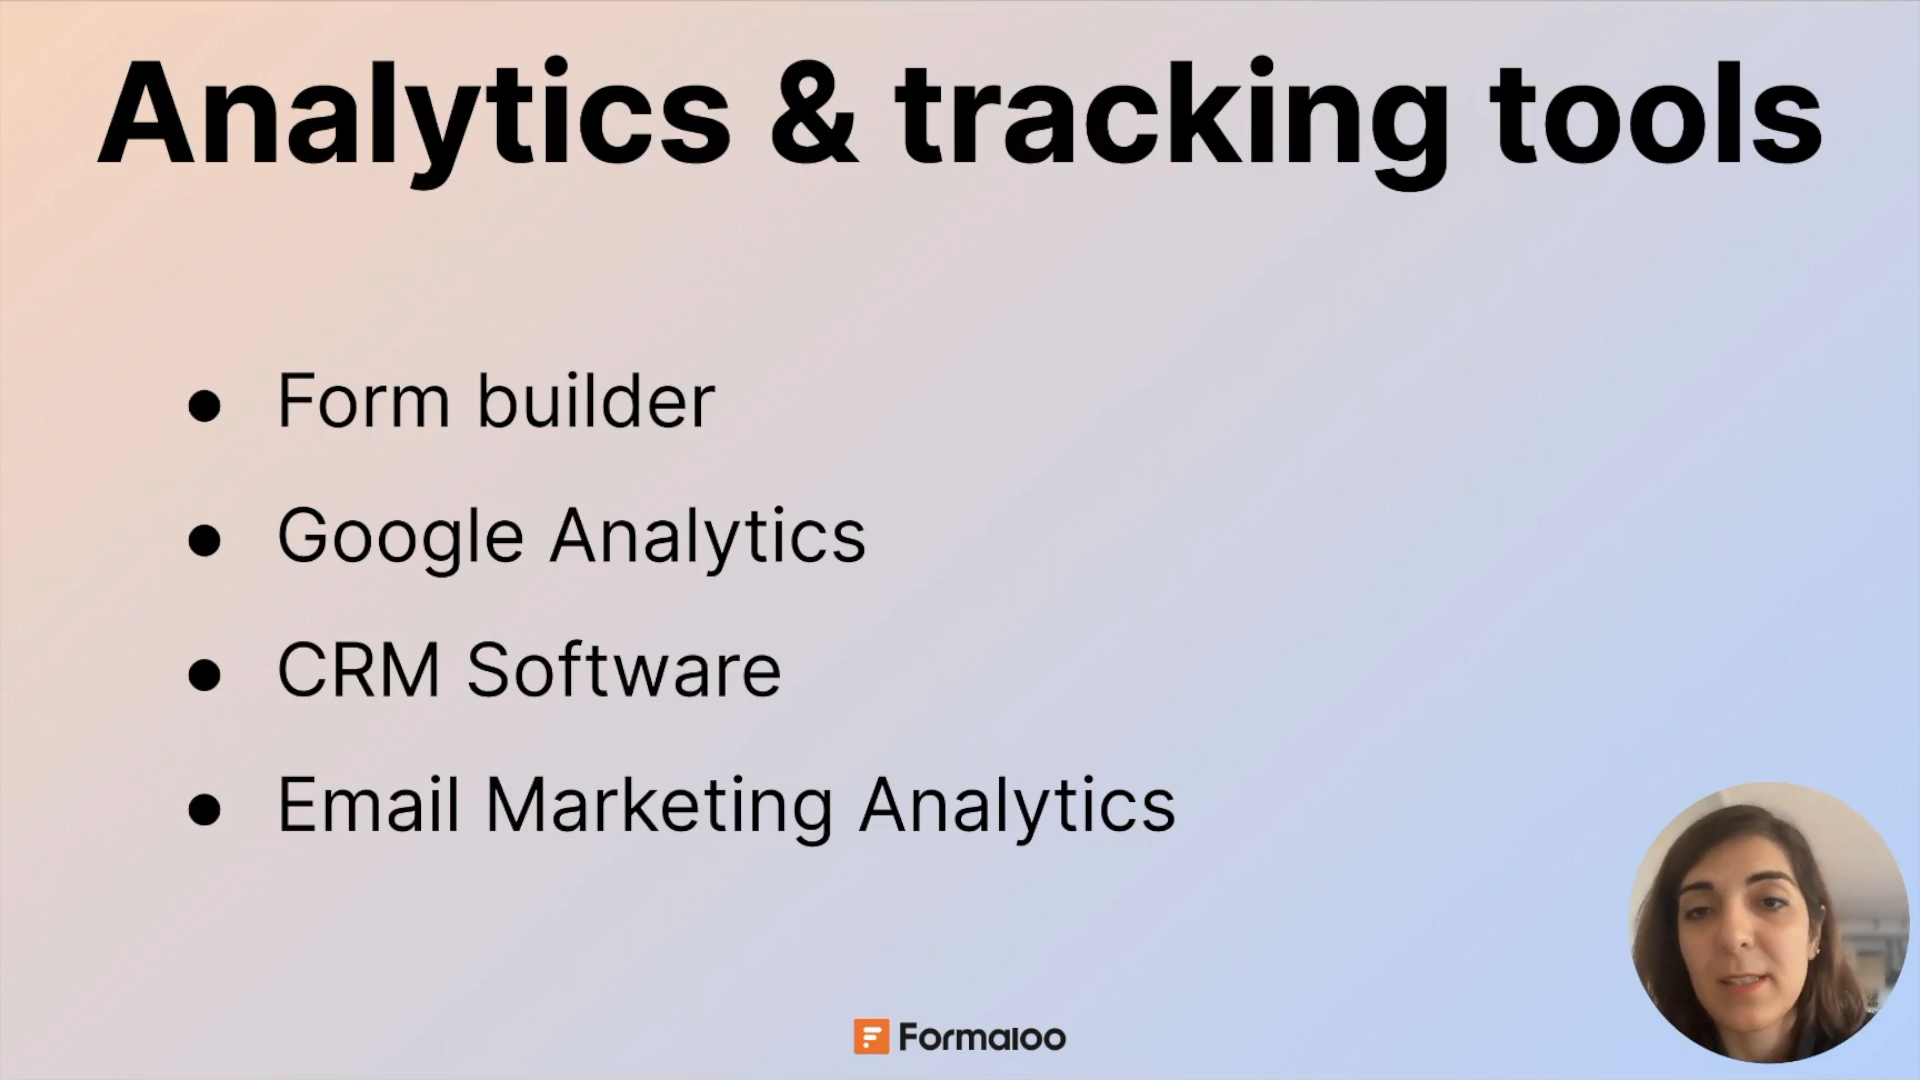 Analytics & tracking tools
● Form builder
● Google Analytics
● CRM Software
● Email Marketing Analytics
Formaloo